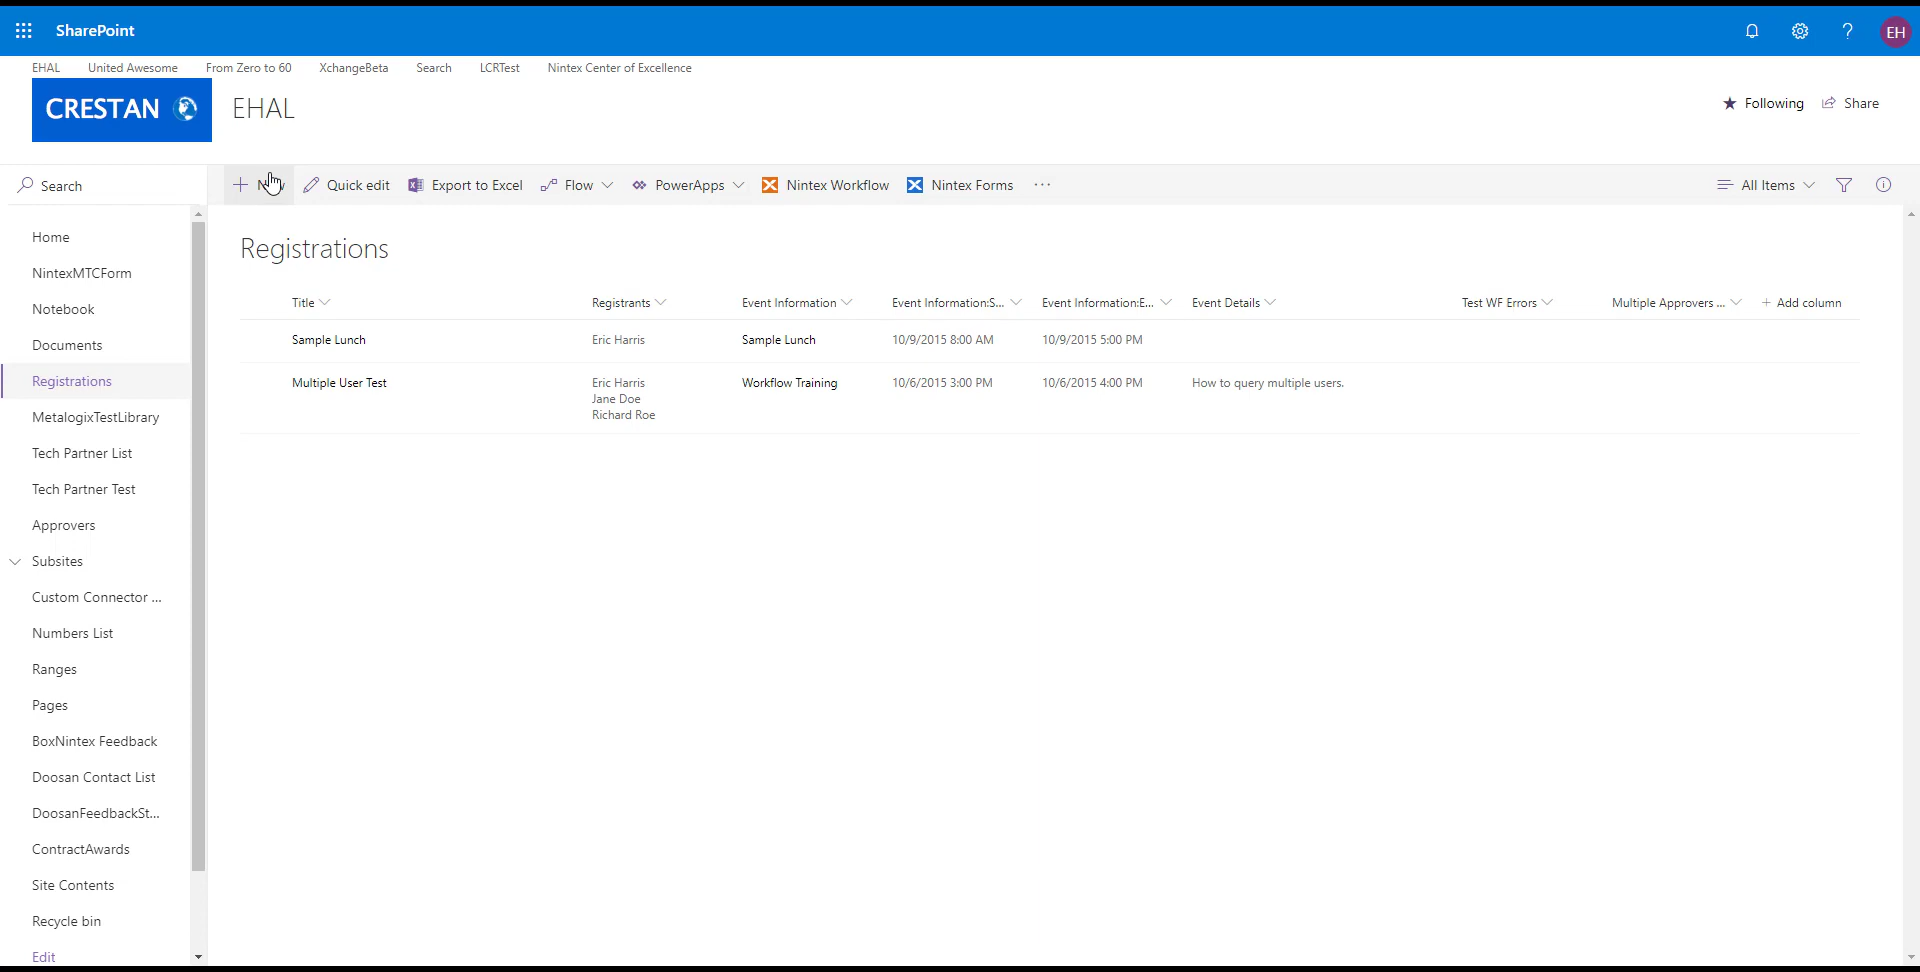 SharePoint
EH
EHAL United Awesome From Zero to 60 XchangeBeta Search LCRTest Nintex Center of Excellence
CRESTAN EHAL
Following Share
Search
Quick edit Export to Excel Flow PowerApps Nintex Workflow Nintex Forms ... All Items
Home
NintexMTCForm
Notebook
Documents
Registrations
MetalogixTestLibrary
Tech Partner List
Tech Partner Test
Approvers
Subsites
Custom Connector ...
Numbers List
Ranges
Pages
BoxNintex Feedback
Doosan Contact List
DoosanFeedbackSt...
ContractAwards
Site Contents
Recycle bin
Edit
Registrations
Title Registrants Event Information Event Information:S... Event Information:E... Event Details Test WF Errors Multiple Approvers ... + Add column
Sample Lunch Eric Harris Sample Lunch 10/9/2015 8:00 AM 10/9/2015 5:00 PM
Multiple User Test Eric Harris Workflow Training 10/6/2015 3:00 PM 10/6/2015 4:00 PM How to query multiple users.
Jane Doe
Richard Roe